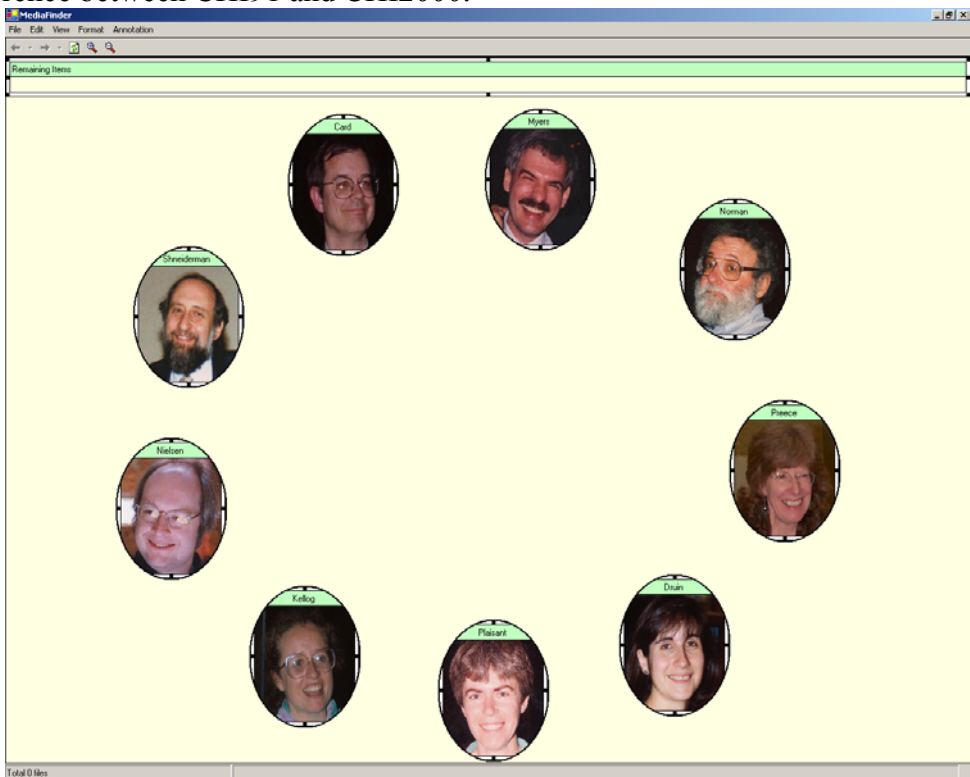 rence between CHI91 and CHI2000.
MediaFinder
File Edit View Format Annotation
Remaining Items
Card
Myers
Norman
Shneiderman
Preece
Nielsen
Druin
Kellog
Plaisant
Total 0 files